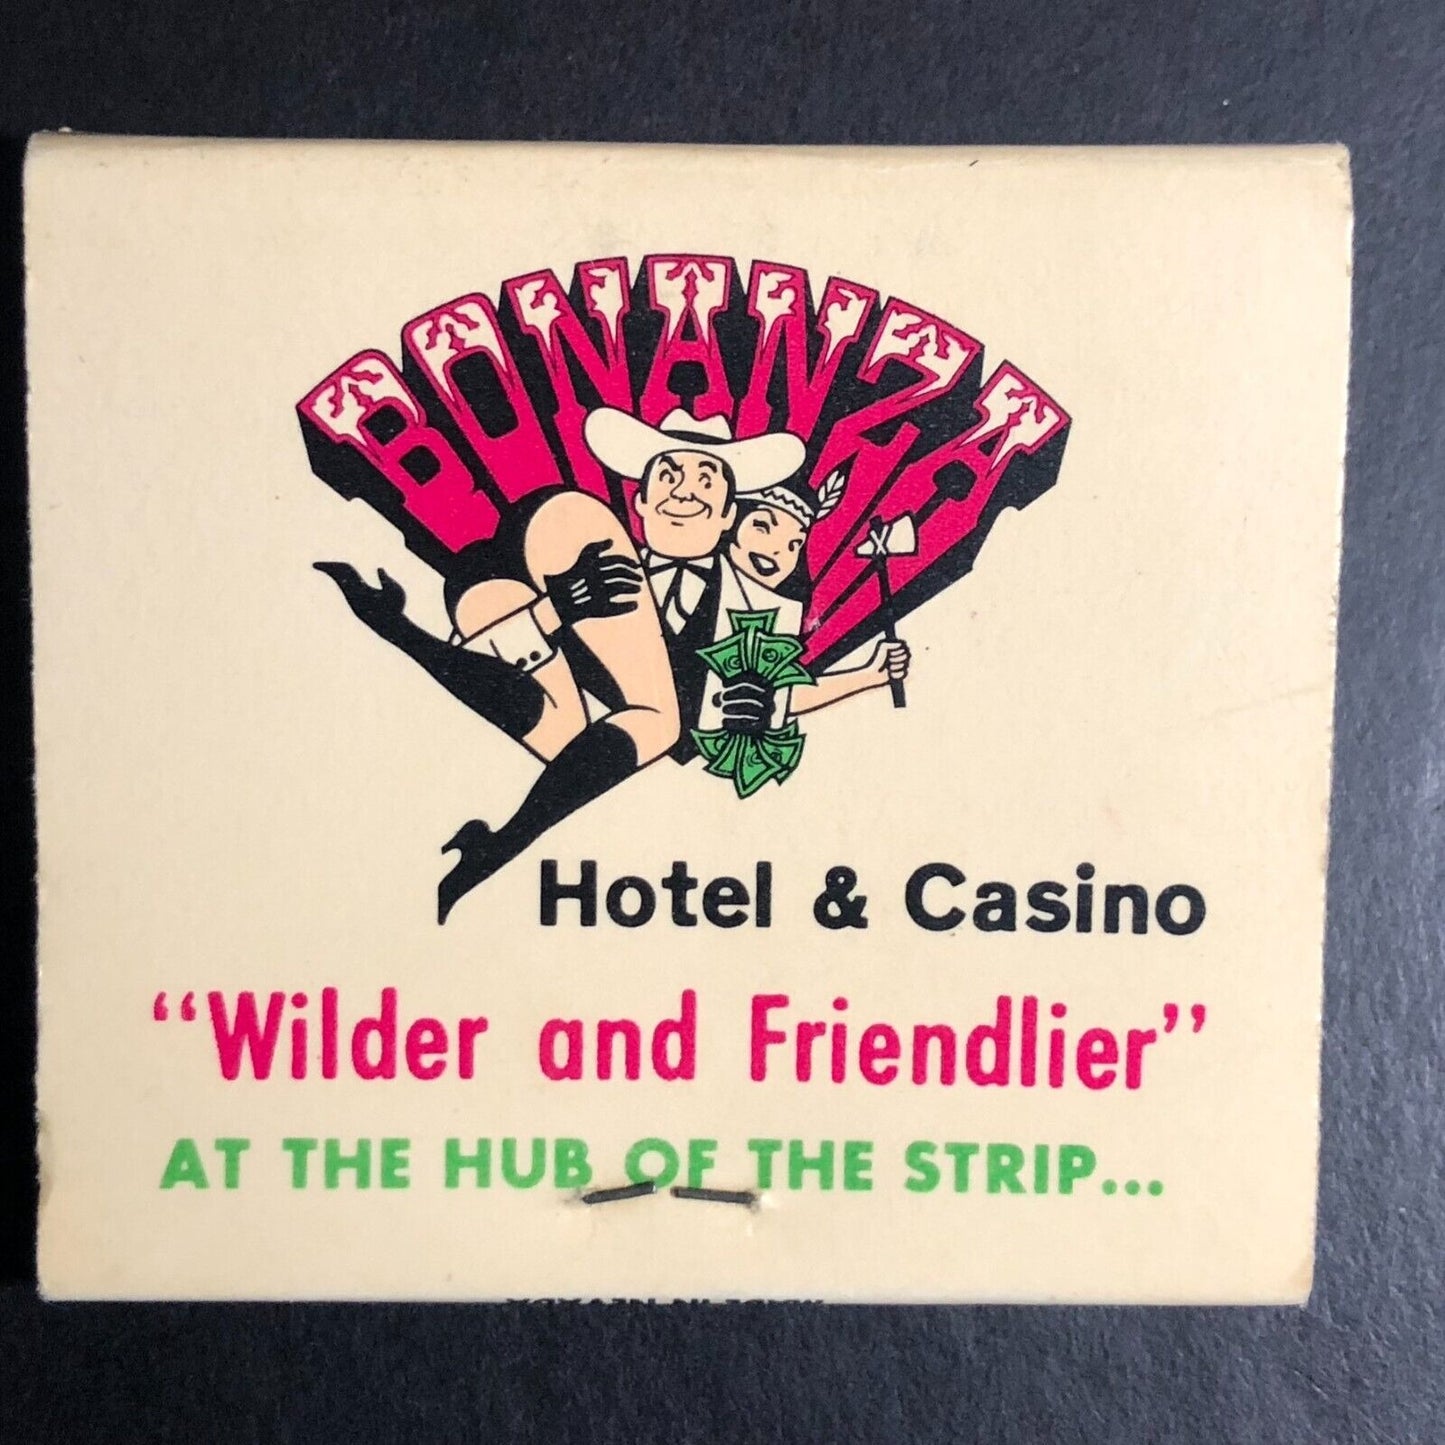 BONANZA
Hotel & Casino
“Wilder and Friendlier”
AT THE HUB OF THE STRIP...